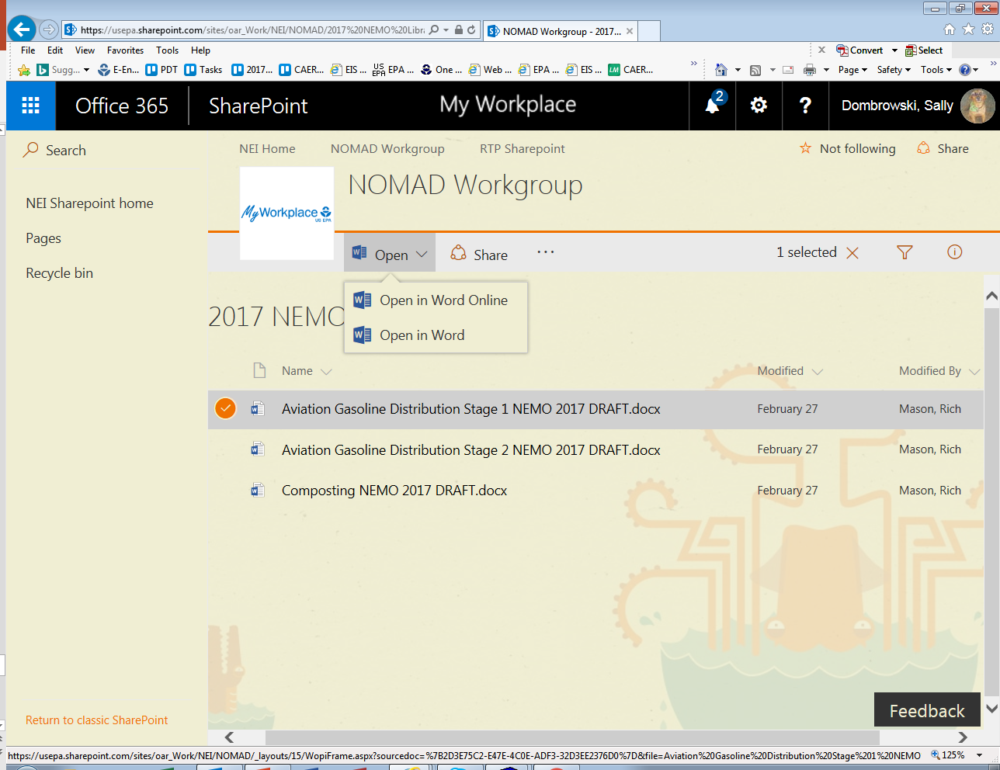 https://usepa.sharepoint.com/sites/oar_Work/NEI/NOMAD/2017%20NEMO%20Libra
NOMAD Workgroup - 2017...
File Edit View Favorites Tools Help
Convert Select
Sugg... E-En... PDT Tasks 2017... CAER... EIS ... US EPA EPA ... One ... Web ... EPA ... EIS ... LM CAER... Page Safety Tools
Office 365 SharePoint My Workplace 2 ? Dombrowski, Sally
Search
NEI Home NOMAD Workgroup RTP Sharepoint Not following Share
NOMAD Workgroup
My Workplace
US EPA
NEI Sharepoint home
Pages
Recycle bin
Open Share ... 1 selected
Open in Word Online
Open in Word
2017 NEMO
Name Modified Modified By
Aviation Gasoline Distribution Stage 1 NEMO 2017 DRAFT.docx February 27 Mason, Rich
Aviation Gasoline Distribution Stage 2 NEMO 2017 DRAFT.docx February 27 Mason, Rich
Composting NEMO 2017 DRAFT.docx February 27 Mason, Rich
Feedback
Return to classic SharePoint
https://usepa.sharepoint.com/sites/oar_Work/NEI/NOMAD/_layouts/15/WopiFrame.aspx?sourcedoc=%7B2D3E75C2-E47E-4C0E-ADF3-32D3EE2376D0%7D&file=Aviation%20Gasoline%20Distribution%20Stage%201%20NEMO 125%